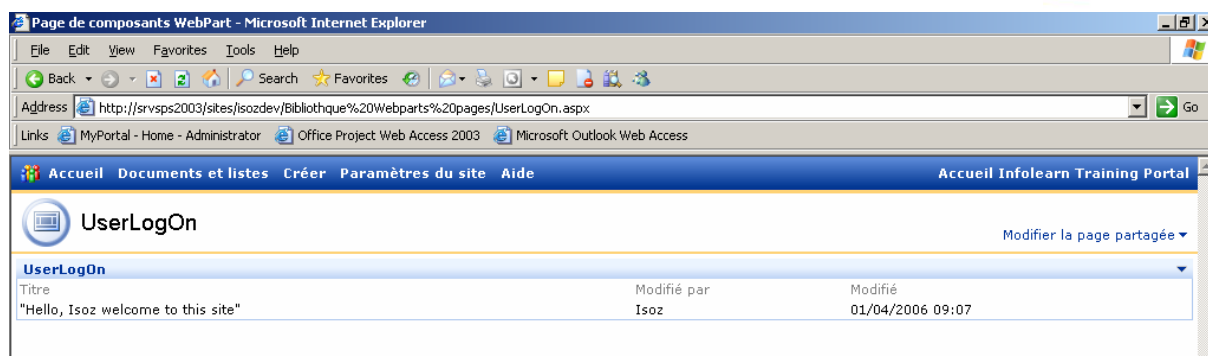 Page de composants WebPart - Microsoft Internet Explorer
File Edit View Favorites Tools Help
Back Search Favorites
Address http://srvsps2003/sites/isozdev/Bibliothque%20Webparts%20pages/UserLogOn.aspx Go
Links MyPortal - Home - Administrator Office Project Web Access 2003 Microsoft Outlook Web Access
Accueil Documents et listes Créer Paramètres du site Aide Accueil Infolearn Training Portal
UserLogOn
Modifier la page partagée
UserLogOn
Titre Modifié par Modifié
"Hello, Isoz welcome to this site" Isoz 01/04/2006 09:07